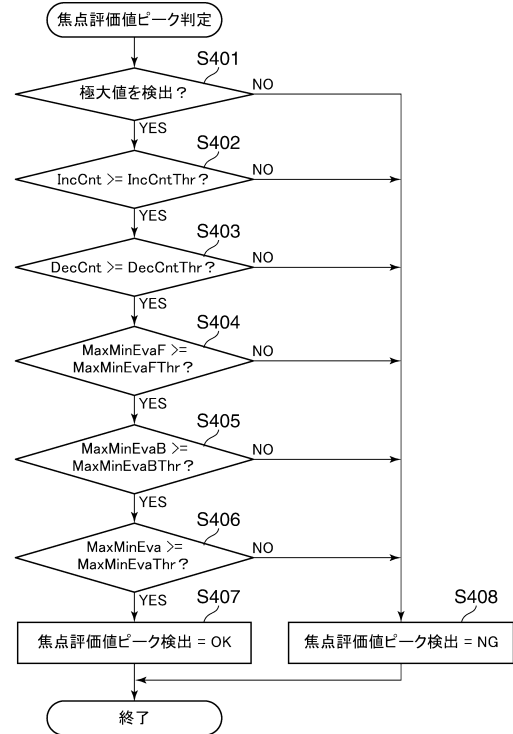 焦点評価値ピーク判定
S401
極大値を検出？
NO
YES
S402
IncCnt >= IncCntThr？
NO
YES
S403
DecCnt >= DecCntThr？
NO
YES
S404
MaxMinEvaF >=
MaxMinEvaFThr？
NO
YES
S405
MaxMinEvaB >=
MaxMinEvaBThr？
NO
YES
S406
MaxMinEva >=
MaxMinEvaThr？
NO
YES
S407
焦点評価値ピーク検出 = OK
S408
焦点評価値ピーク検出 = NG
終了